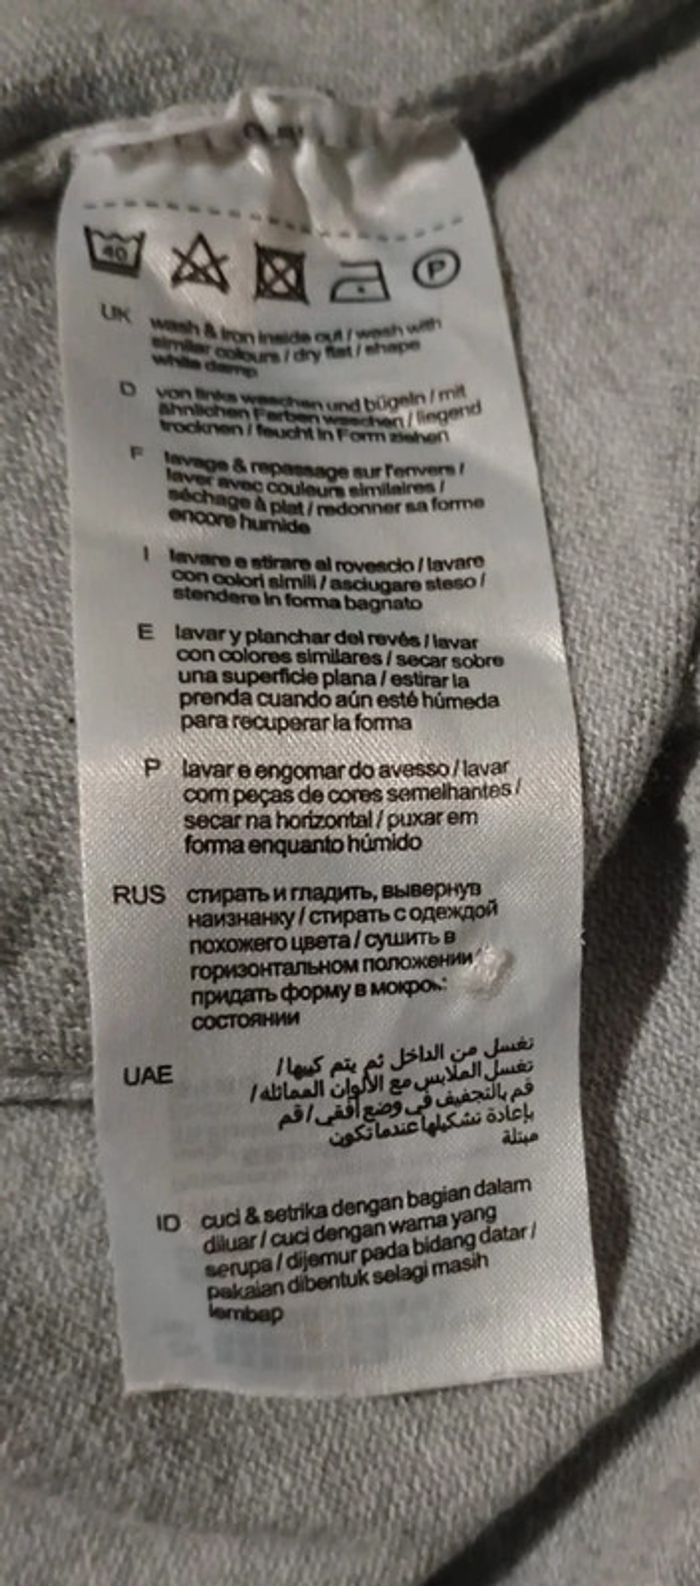 40
P
UK wash & iron inside out / wash with
similar colours / dry flat / shape
while damp
D von links waschen und bügeln / mit
ähnlichen Farben waschen / liegend
trocknen / feucht in Form ziehen
F lavage & repassage sur l'envers /
laver avec couleurs similaires /
séchage à plat / redonner sa forme
encore humide
I lavare e stirare al rovescio / lavare
con colori simili / asciugare steso /
stendere in forma bagnato
E lavar y planchar del revés / lavar
con colores similares / secar sobre
una superficie plana / estirar la
prenda cuando aún esté húmeda
para recuperar la forma
P lavar e engomar do avesso / lavar
com peças de cores semelhantes /
secar na horizontal / puxar em
forma enquanto húmido
RUS стирать и гладить, вывернув
наизнанку / стирать с одеждой
похожего цвета / сушить в
горизонтальном положении
придать форму в
состоянии
UAE تغسل من الداخل ثم يتم كييها /
تغسل الملابس مع الألوان المماثله /
قم بالتجفيف في وضع أفقي / قم
بإعادة تشكيلها عندما تكون
مبتلة
ID cuci & setrika dengan bagian dalam
diluar / cuci dengan warna yang
serupa / dijemur pada bidang datar /
pakaian dibentuk selagi masih
lembap